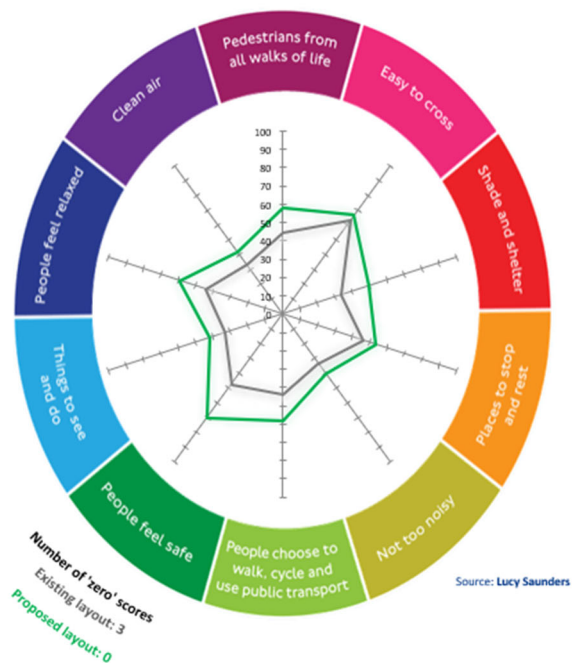 Pedestrians from
all walks of life
Easy to cross
Shade and shelter
Places to stop
and rest
Not too noisy
People choose to
walk, cycle and
use public transport
People feel safe
Things to see
and do
People feel relaxed
Clean air
100
90
80
70
60
50
40
30
20
10
0
Number of 'zero' scores
Existing layout: 3
Proposed layout: 0
Source: Lucy Saunders